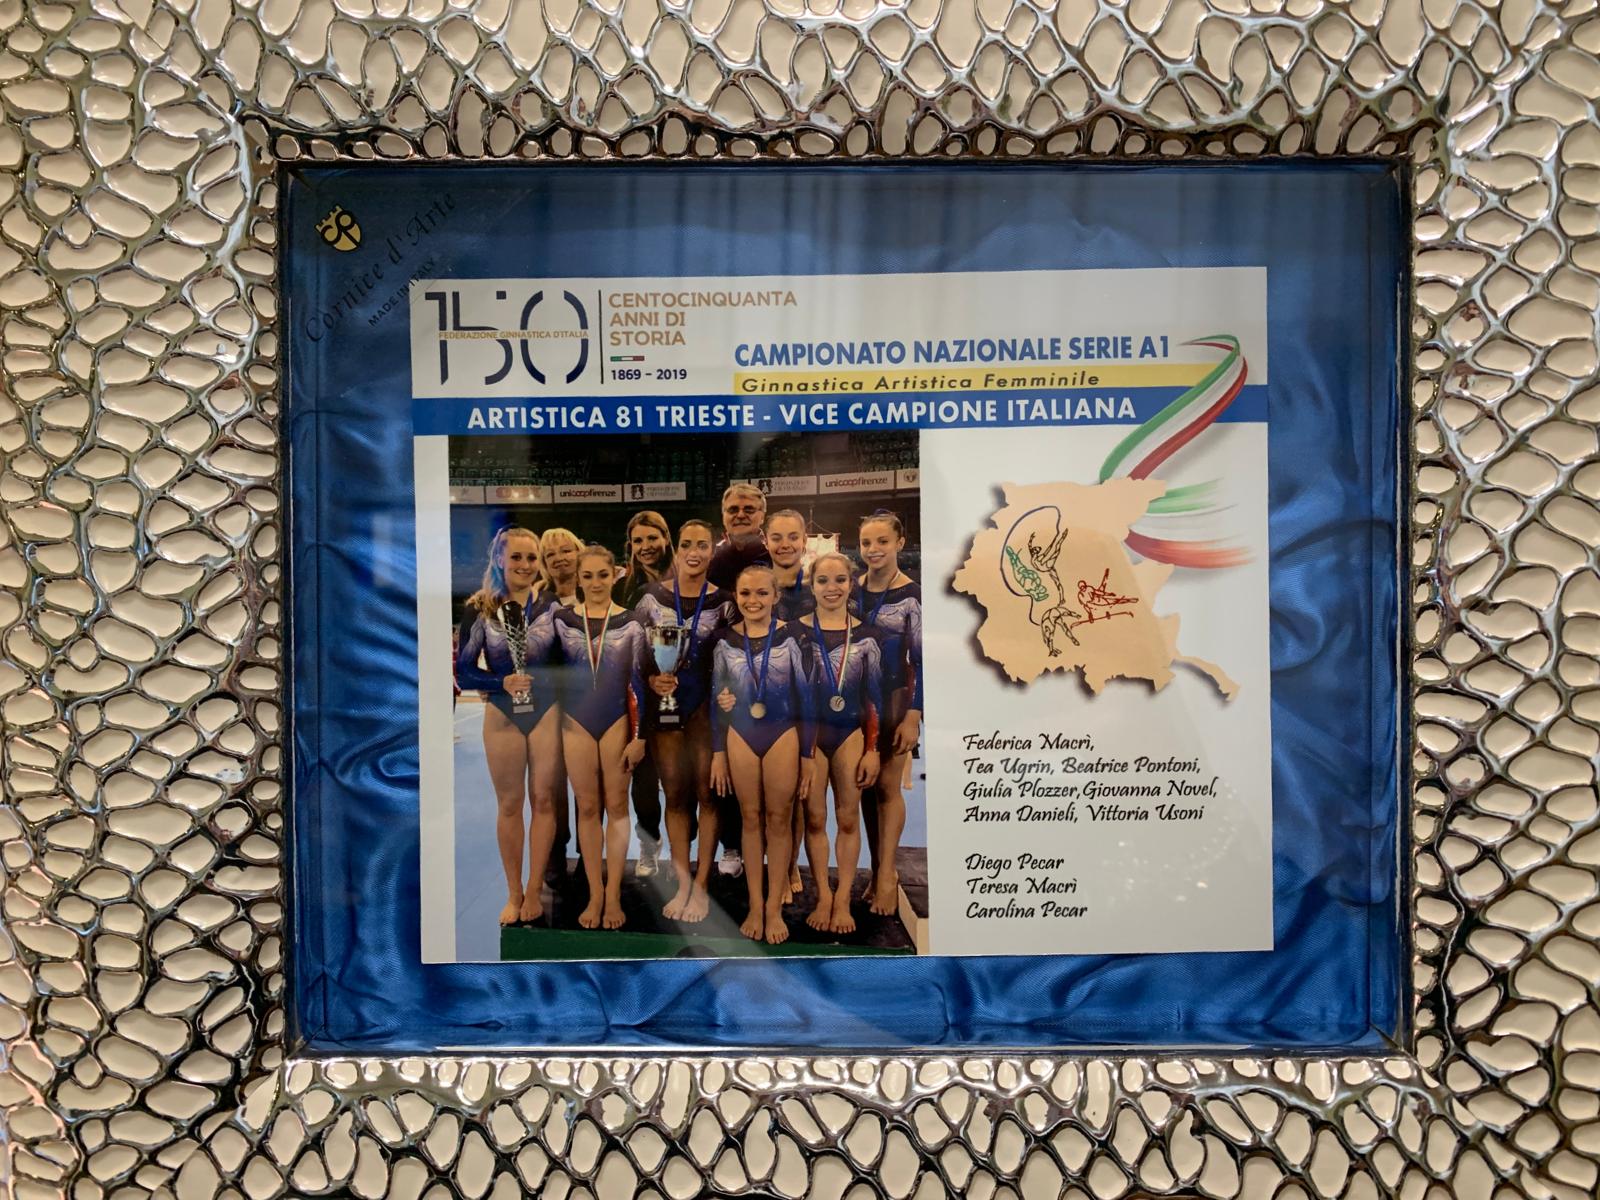 Cornice d'Arte
MADE IN ITALY
150
FEDERAZIONE GINNASTICA D'ITALIA
CENTOCINQUANTA
ANNI DI
STORIA
1869 - 2019
CAMPIONATO NAZIONALE SERIE A1
Ginnastica Artistica Femminile
ARTISTICA 81 TRIESTE - VICE CAMPIONE ITALIANA
unicoopfirenze
unicoopfirenze
Federica Macrì,
Tea Ugrin, Beatrice Pontoni,
Giulia Plozzer,Giovanna Novel,
Anna Danieli, Vittoria Usoni
Diego Pecar
Teresa Macrì
Carolina Pecar